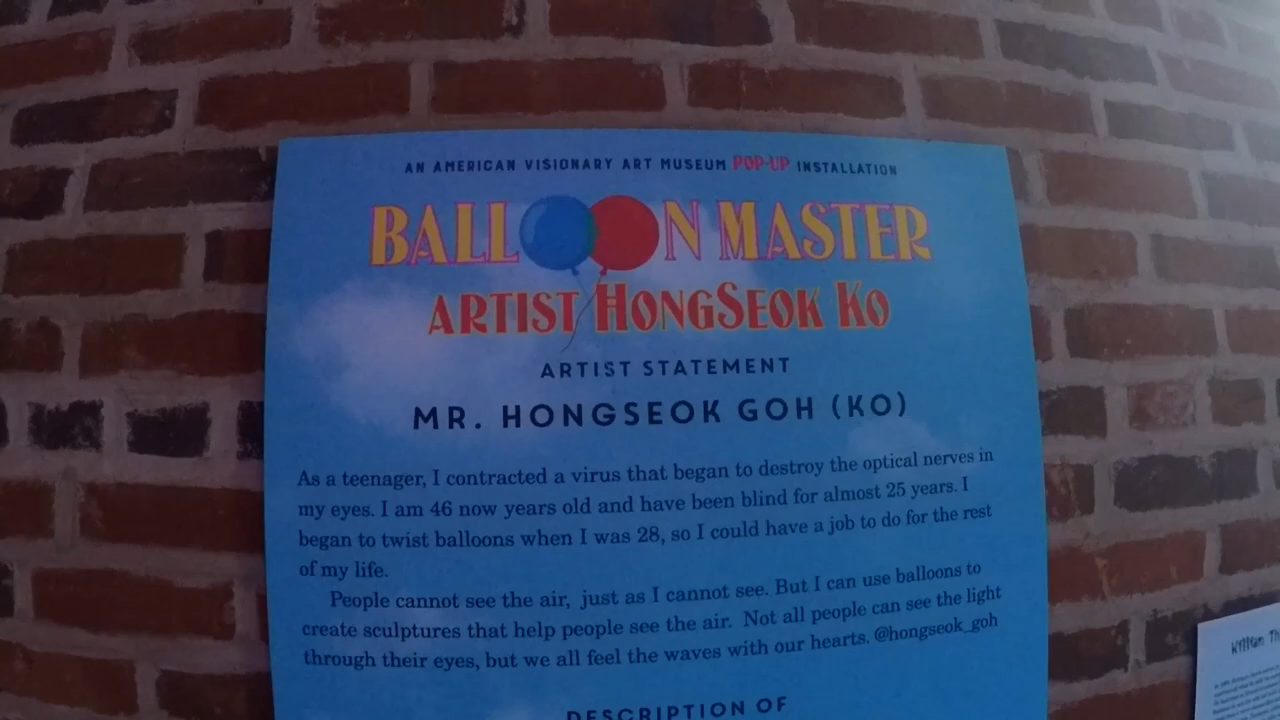 AN AMERICAN VISIONARY ART MUSEUM POP-UP INSTALLATION
BALLOON MASTER
ARTIST HONGSEOK KO
ARTIST STATEMENT
MR. HONGSEOK GOH (KO)
As a teenager, I contracted a virus that began to destroy the optical nerves in
my eyes. I am 46 now years old and have been blind for almost 25 years. I
began to twist balloons when I was 28, so I could have a job to do for the rest
of my life.
People cannot see the air, just as I cannot see. But I can use balloons to
create sculptures that help people see the air. Not all people can see the light
through their eyes, but we all feel the waves with our hearts. @hongseok_goh
DESCRIPTION OF